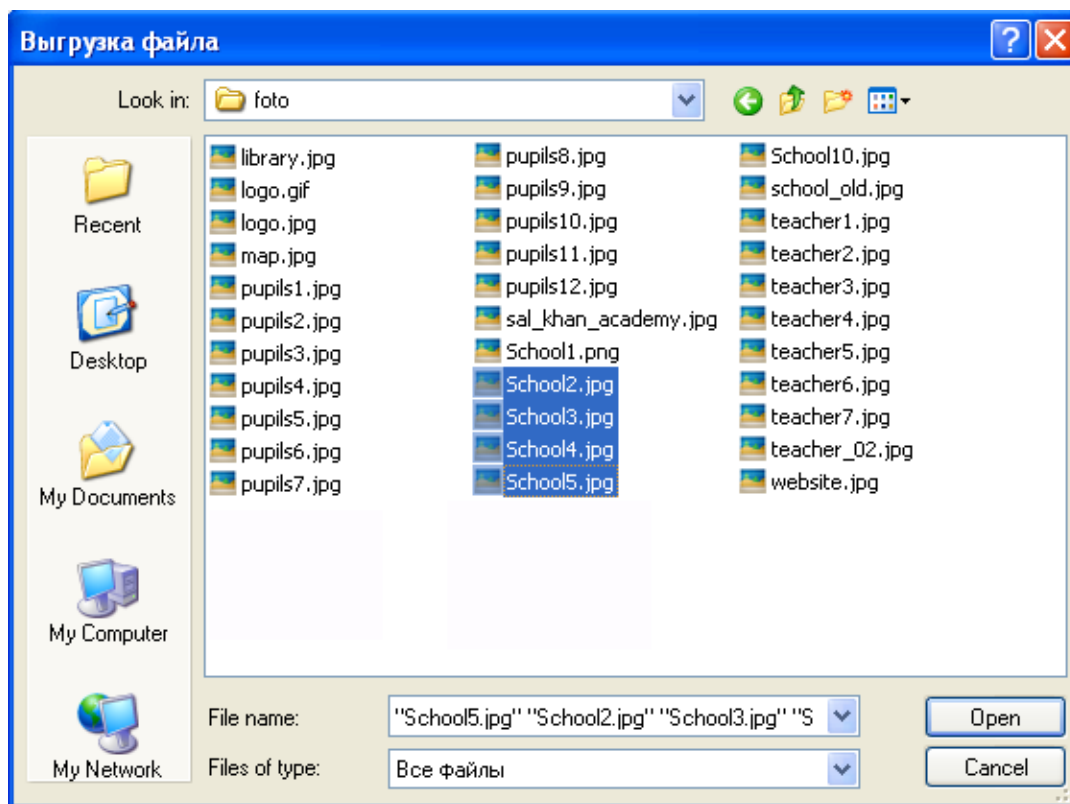 Выгрузка файла
Look in:
foto
Recent
Desktop
My Documents
My Computer
My Network
library.jpg
logo.gif
logo.jpg
map.jpg
pupils1.jpg
pupils2.jpg
pupils3.jpg
pupils4.jpg
pupils5.jpg
pupils6.jpg
pupils7.jpg
pupils8.jpg
pupils9.jpg
pupils10.jpg
pupils11.jpg
pupils12.jpg
sal_khan_academy.jpg
School1.png
School2.jpg
School3.jpg
School4.jpg
School5.jpg
School10.jpg
school_old.jpg
teacher1.jpg
teacher2.jpg
teacher3.jpg
teacher4.jpg
teacher5.jpg
teacher6.jpg
teacher7.jpg
teacher_02.jpg
website.jpg
File name:
"School5.jpg" "School2.jpg" "School3.jpg" "S
Open
Files of type:
Все файлы
Cancel